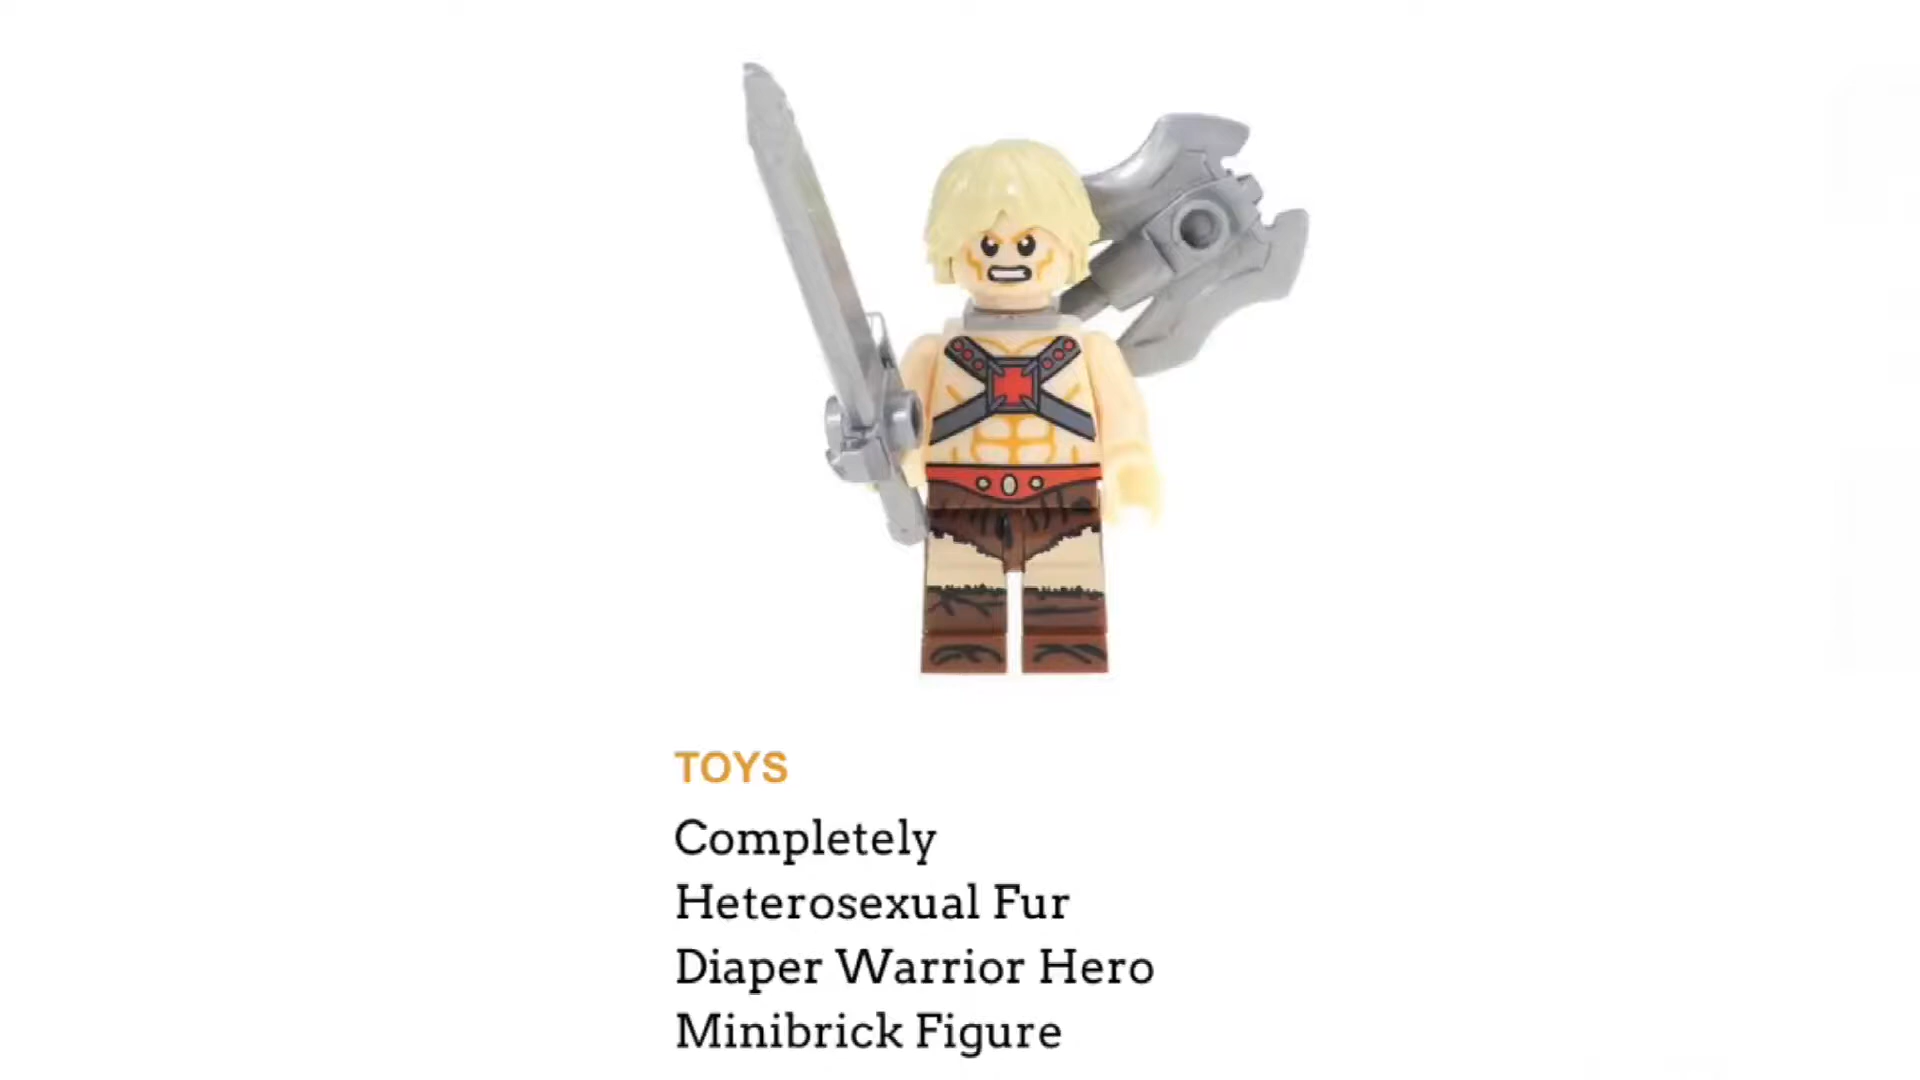 TOYS
Completely
Heterosexual Fur
Diaper Warrior Hero
Minibrick Figure